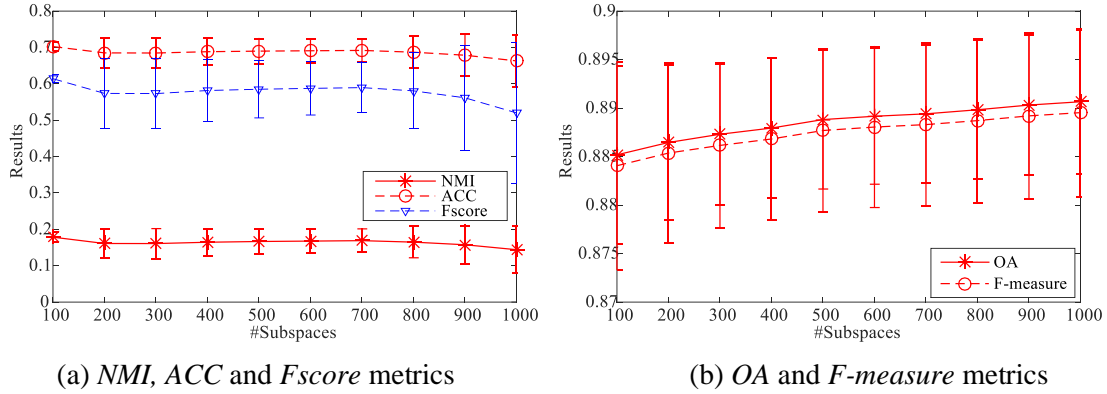 0.8
0.7
0.6
0.5
0.4
0.3
0.2
0.1
0
Results
NMI
ACC
Fscore
100 200 300 400 500 600 700 800 900 1000
#Subspaces
(a) NMI, ACC and Fscore metrics
0.9
0.895
0.89
0.885
0.88
0.875
0.87
Results
OA
F-measure
100 200 300 400 500 600 700 800 900 1000
#Subspaces
(b) OA and F-measure metrics